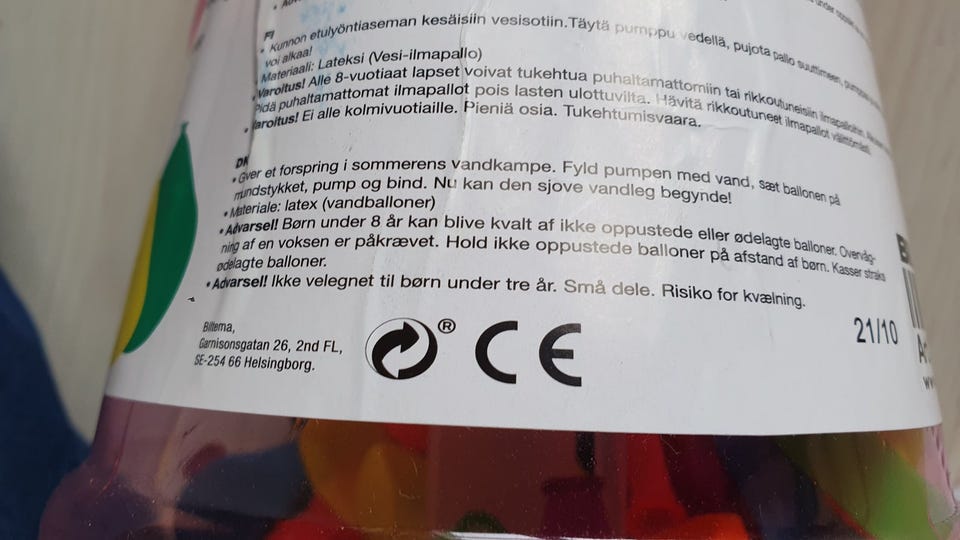 FI
• Kunnon etulyöntiaseman kesäisiin vesisotiin.Täytä pumppu vedellä, pujota pallo suuttimeen,
voi alkaa!
• Materiaali: Lateksi (Vesi-ilmapallo)
• Varoitus! Alle 8-vuotiaat lapset voivat tukehtua puhaltamattomiin tai rikkoutuneisiin ilmapalloihin.
Pidä puhaltamattomat ilmapallot pois lasten ulottuvilta. Hävitä rikkoutuneet ilmapallot välittömästi.
• Varoitus! Ei alle kolmivuotiaille. Pieniä osia. Tukehtumisvaara.
DK
• Giver et forspring i sommerens vandkampe. Fyld pumpen med vand, sæt ballonen på
mundstykket, pump og bind. Nu kan den sjove vandleg begynde!
• Materiale: latex (vandballoner)
• Advarsel! Børn under 8 år kan blive kvalt af ikke oppustede eller ødelagte balloner. Overvåg-
ning af en voksen er påkrævet. Hold ikke oppustede balloner på afstand af børn. Kasser straks
ødelagte balloner.
• Advarsel! Ikke velegnet til børn under tre år. Små dele. Risiko for kvælning.
Biltema,
Garnisonsgatan 26, 2nd FL,
SE-254 66 Helsingborg.
® CE
21/10